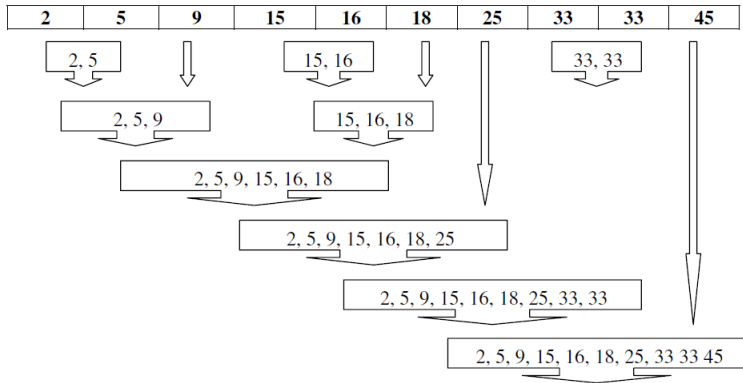 2 5 9 15 16 18 25 33 33 45
2, 5 15, 16 33, 33
2, 5, 9 15, 16, 18
2, 5, 9, 15, 16, 18
2, 5, 9, 15, 16, 18, 25
2, 5, 9, 15, 16, 18, 25, 33, 33
2, 5, 9, 15, 16, 18, 25, 33 33 45